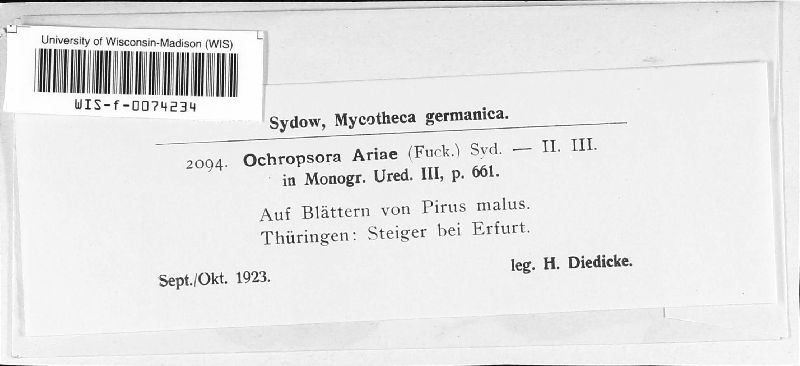 University of Wisconsin-Madison (WIS)
WIS-f-0074234
Sydow, Mycotheca germanica.
2094. Ochropsora Ariae (Fuck.) Syd. — II. III.
in Monogr. Ured. III, p. 661.
Auf Blättern von Pirus malus.
Thüringen: Steiger bei Erfurt.
Sept./Okt. 1923.
leg. H. Diedicke.